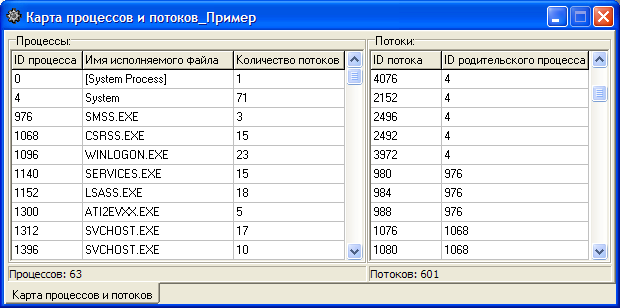 Карта процессов и потоков_Пример
Процессы: Потоки:
ID процесса Имя исполняемого файла Количество потоков ID потока ID родительского процесса
0 [System Process] 1 4076 4
4 System 71 2152 4
976 SMSS.EXE 3 2496 4
1068 CSRSS.EXE 15 2492 4
1096 WINLOGON.EXE 23 3972 4
1140 SERVICES.EXE 15 980 976
1152 LSASS.EXE 18 984 976
1300 ATI2EVXX.EXE 5 988 976
1312 SVCHOST.EXE 17 1076 1068
1396 SVCHOST.EXE 10 1080 1068
Процессов: 63 Потоков: 601
Карта процессов и потоков